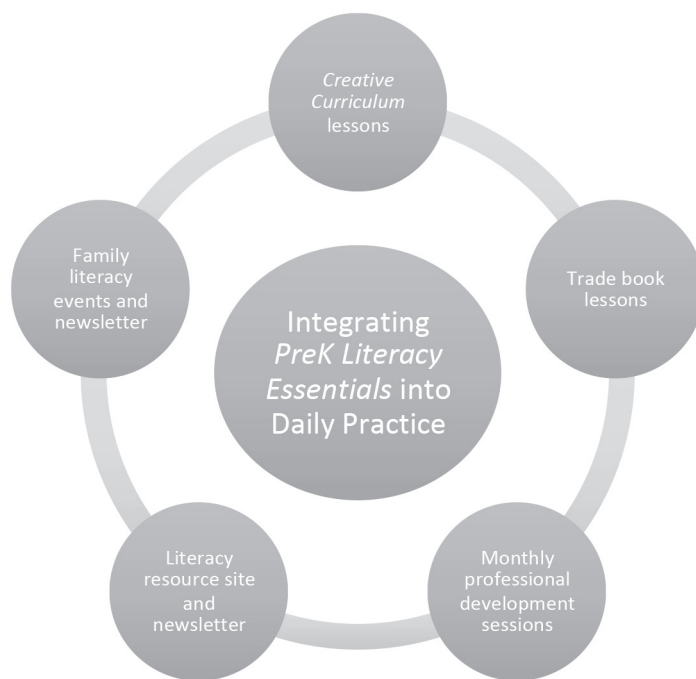 Creative
Curriculum
lessons
Family
literacy
events and
newsletter
Trade book
lessons
Integrating
PreK Literacy
Essentials into
Daily Practice
Literacy
resource site
and
newsletter
Monthly
professional
development
sessions